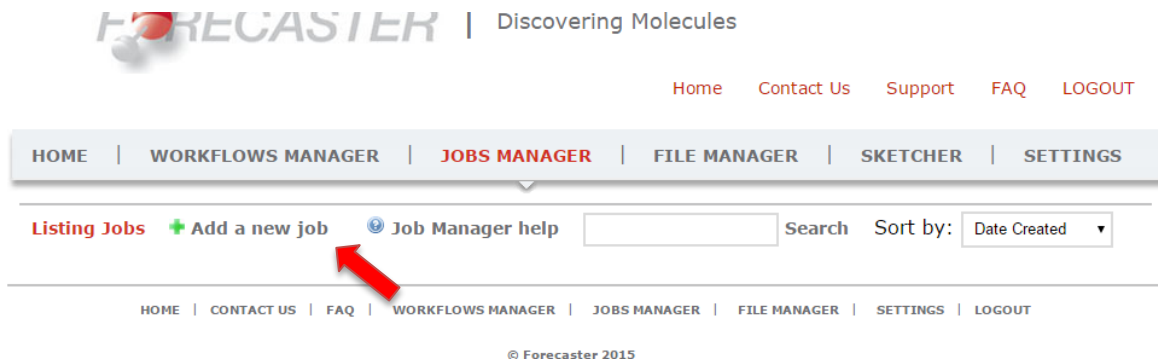 FORECASTER | Discovering Molecules
Home Contact Us Support FAQ LOGOUT
HOME | WORKFLOWS MANAGER | JOBS MANAGER | FILE MANAGER | SKETCHER | SETTINGS
Listing Jobs Add a new job Job Manager help Search Sort by: Date Created
HOME | CONTACT US | FAQ | WORKFLOWS MANAGER | JOBS MANAGER | FILE MANAGER | SETTINGS | LOGOUT
© Forecaster 2015